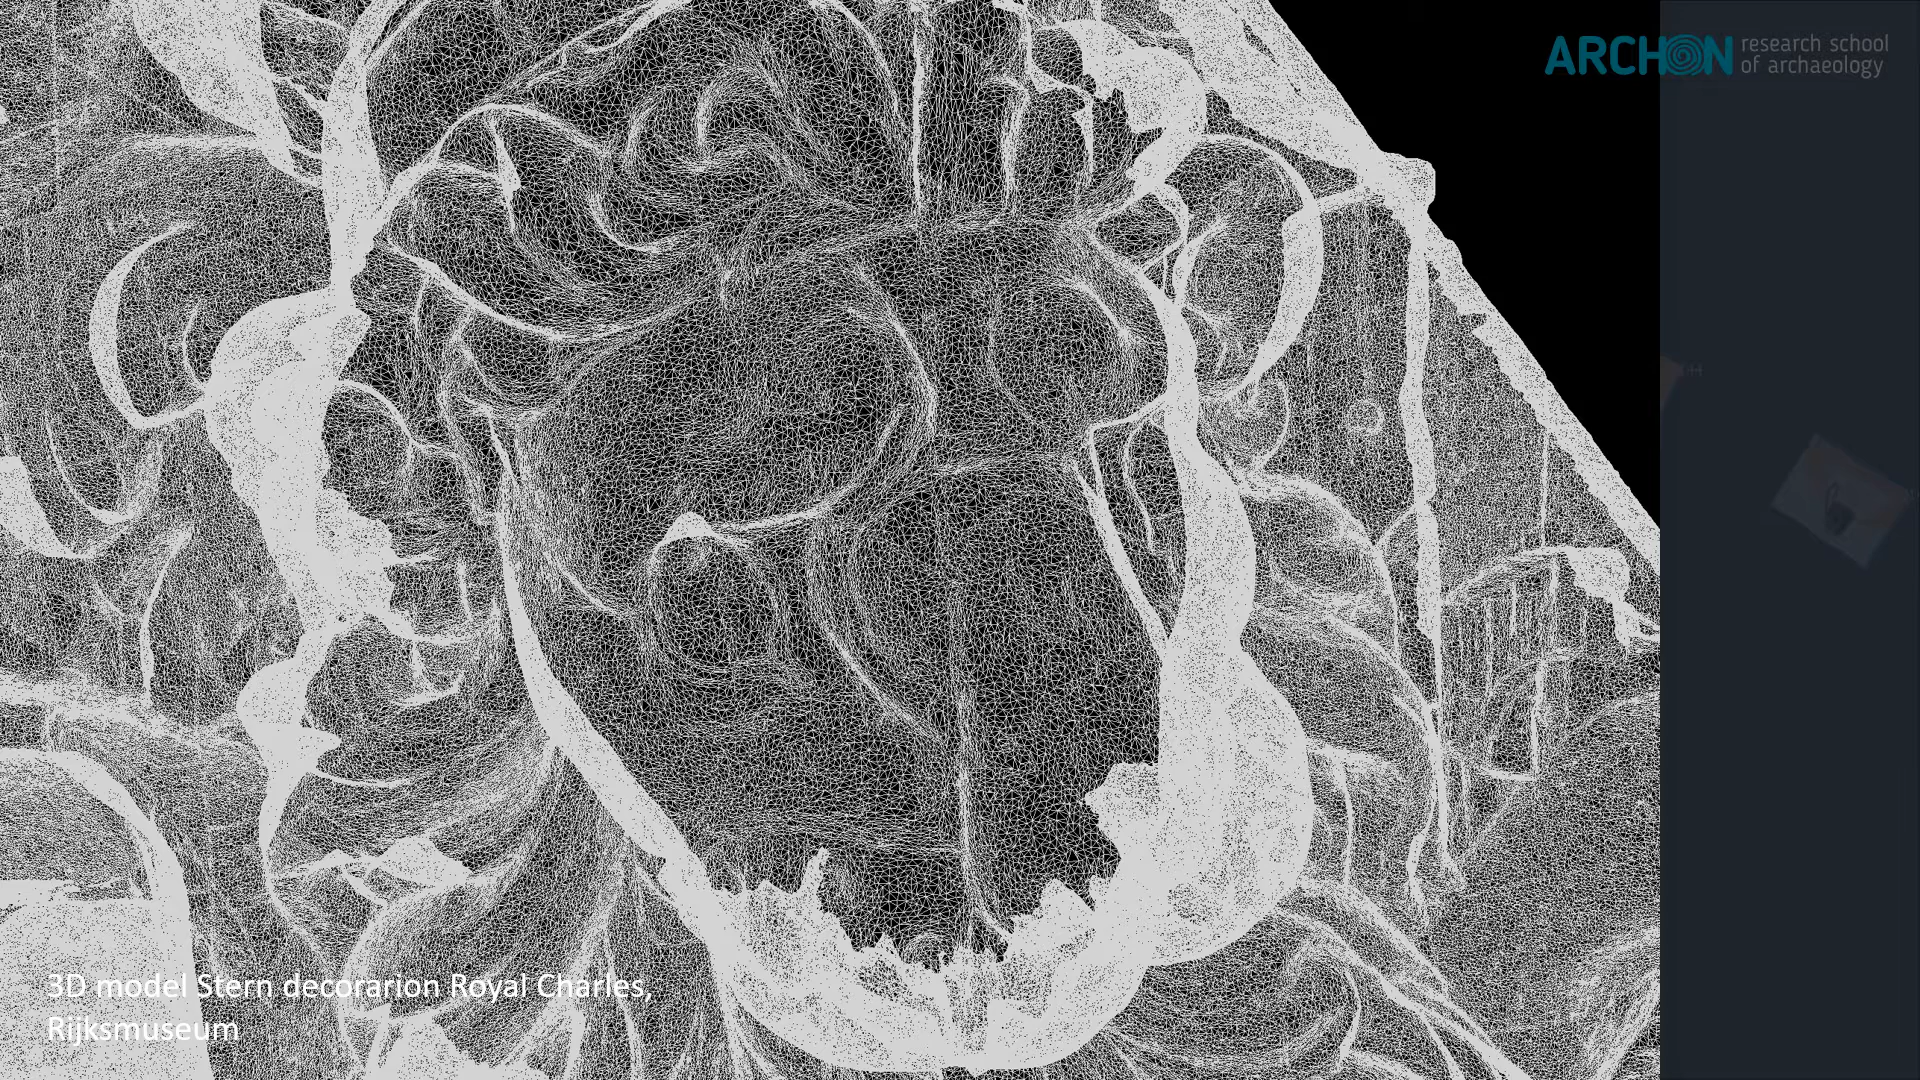 ARCHON research school
of archaeology
3D model Stern decorarion Royal Charles,
Rijksmuseum